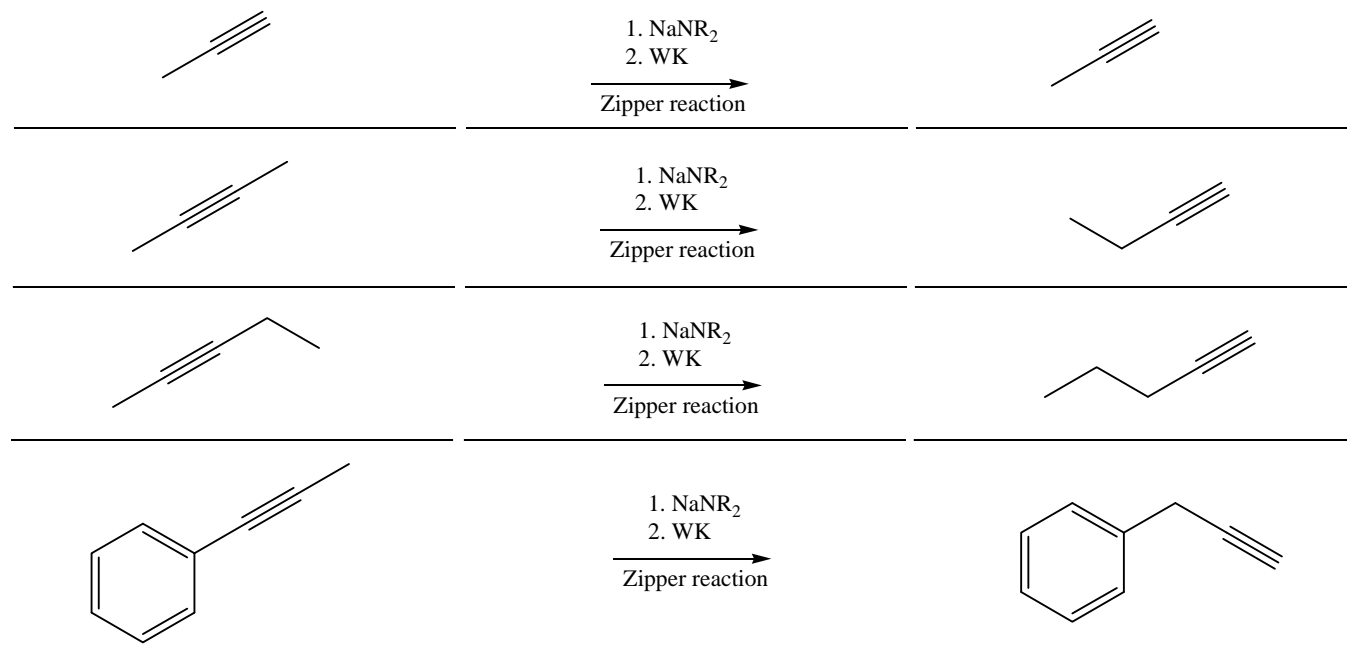 1. NaNR₂
2. WK
Zipper reaction
1. NaNR₂
2. WK
Zipper reaction
1. NaNR₂
2. WK
Zipper reaction
1. NaNR₂
2. WK
Zipper reaction